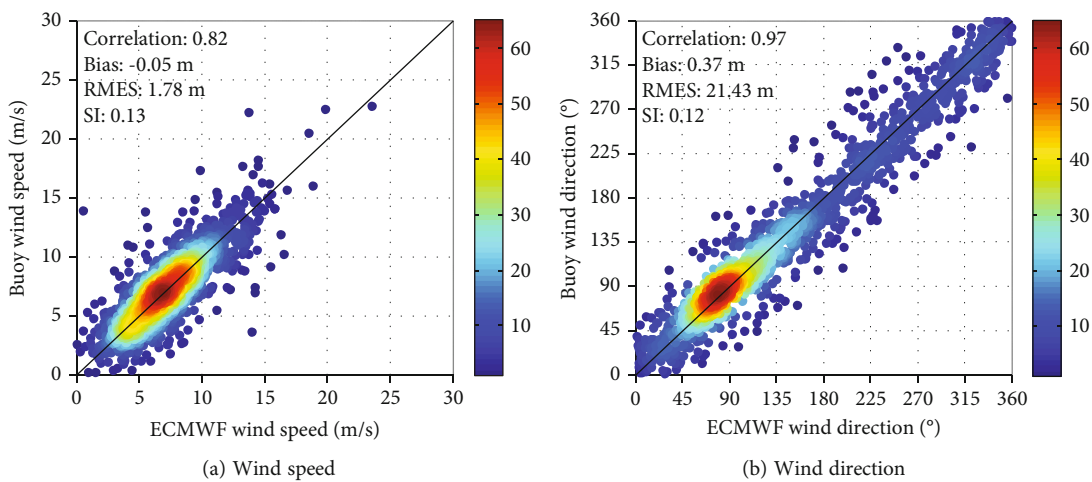 30
25
20
15
10
5
0
Buoy wind speed (m/s)
Correlation: 0.82
Bias: -0.05 m
RMES: 1.78 m
SI: 0.13
0 5 10 15 20 25 30
ECMWF wind speed (m/s)
60
50
40
30
20
10
(a) Wind speed
360
315
270
225
180
135
90
45
0
Buoy wind direction (°)
Correlation: 0.97
Bias: 0.37 m
RMES: 21.43 m
SI: 0.12
0 45 90 135 180 225 270 315 360
ECMWF wind direction (°)
60
50
40
30
20
10
(b) Wind direction